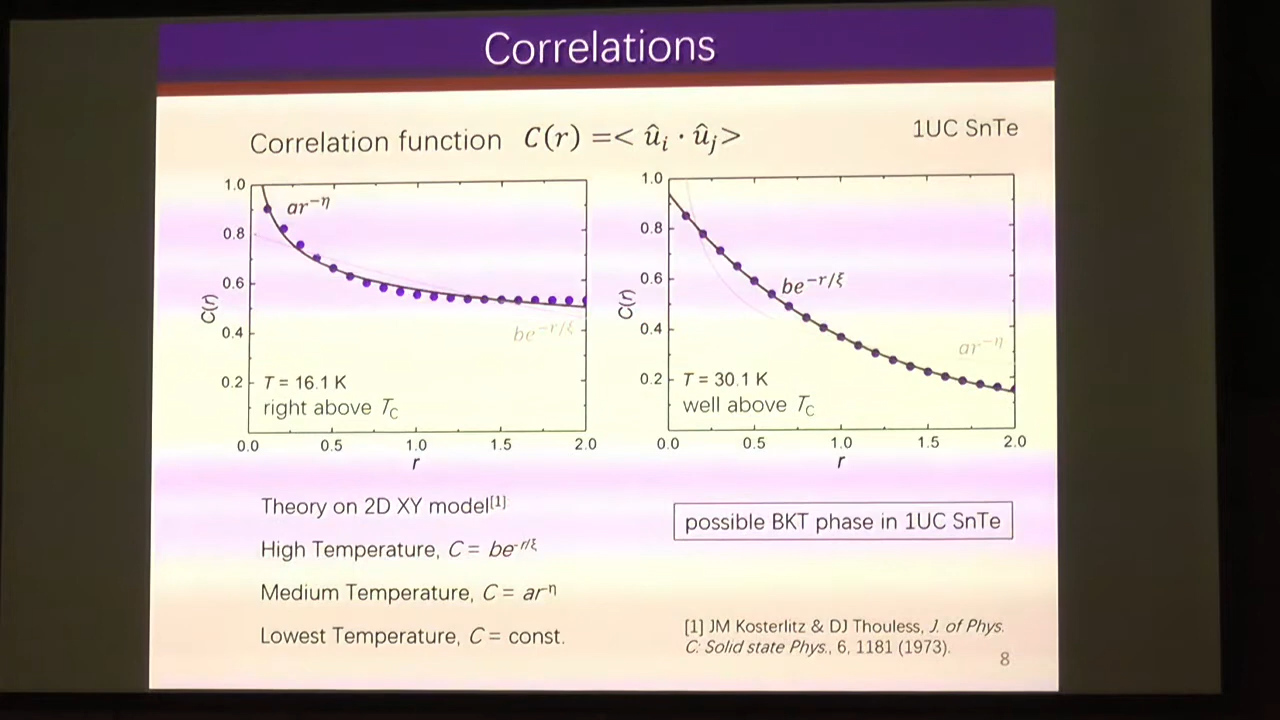 Correlations
Correlation function C(r) =< û_i · û_j >
1UC SnTe
1.0
0.8
0.6
0.4
0.2
C(r)
ar^−η
be^−r/ξ
T = 16.1 K
right above T_C
0.0 0.5 1.0 1.5 2.0
r
1.0
0.8
0.6
0.4
0.2
C(r)
be^−r/ξ
ar^−η
T = 30.1 K
well above T_C
0.0 0.5 1.0 1.5 2.0
r
Theory on 2D XY model[1]
High Temperature, C = be^-r/ξ
Medium Temperature, C = ar^-η
Lowest Temperature, C = const.
possible BKT phase in 1UC SnTe
[1] JM Kosterlitz & DJ Thouless, J. of Phys.
C: Solid state Phys., 6, 1181 (1973).
8